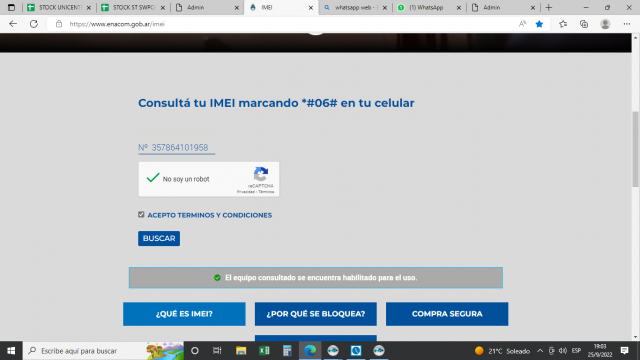 STOCK UNICENTE
STOCK ST SWPO
Admin
IMEI
whatsapp web -
(1) WhatsApp
Admin
https://www.enacom.gob.ar/imei
Consultá tu IMEI marcando *#06# en tu celular
Nº 357864101958
No soy un robot
reCAPTCHA
Privacidad - Términos
ACEPTO TERMINOS Y CONDICIONES
BUSCAR
El equipo consultado se encuentra habilitado para el uso.
¿QUÉ ES IMEI?
¿POR QUÉ SE BLOQUEA?
COMPRA SEGURA
Escribe aquí para buscar
21°C Soleado
ESP
19:03
25/9/2022